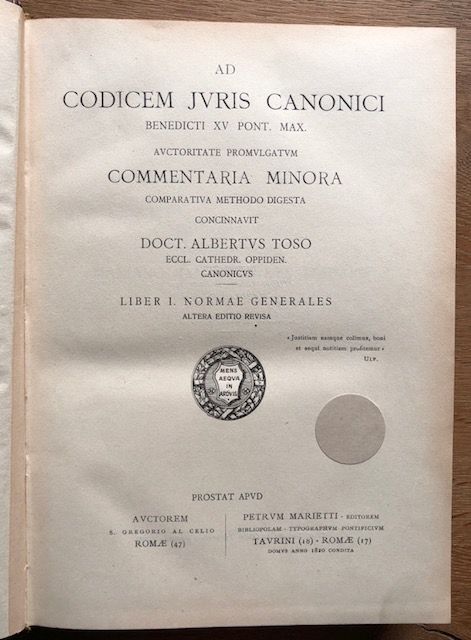 AD
CODICEM JVRIS CANONICI
BENEDICTI XV PONT. MAX.
AVCTORITATE PROMVLGATVM
COMMENTARIA MINORA
COMPARATIVA METHODO DIGESTA
CONCINNAVIT
DOCT. ALBERTVS TOSO
ECCL. CATHEDR. OPPIDEN.
CANONICVS
LIBER I. NORMAE GENERALES
ALTERA EDITIO REVISA
« Justitiam namque colimus, boni
et aequi notitiam profitemur »
ULP.
MENS
AEQVA
IN
ARDVIS
PROSTAT APVD
AVCTOREM
S. GREGORIO AL CELIO
ROMÆ (47)
PETRVM MARIETTI - EDITOREM
BIBLIOPOLAM - TYPOGRAPHVM PONTIFICIVM
TAVRINI (18) - ROMÆ (17)
DOMVS ANNO 1820 CONDITA